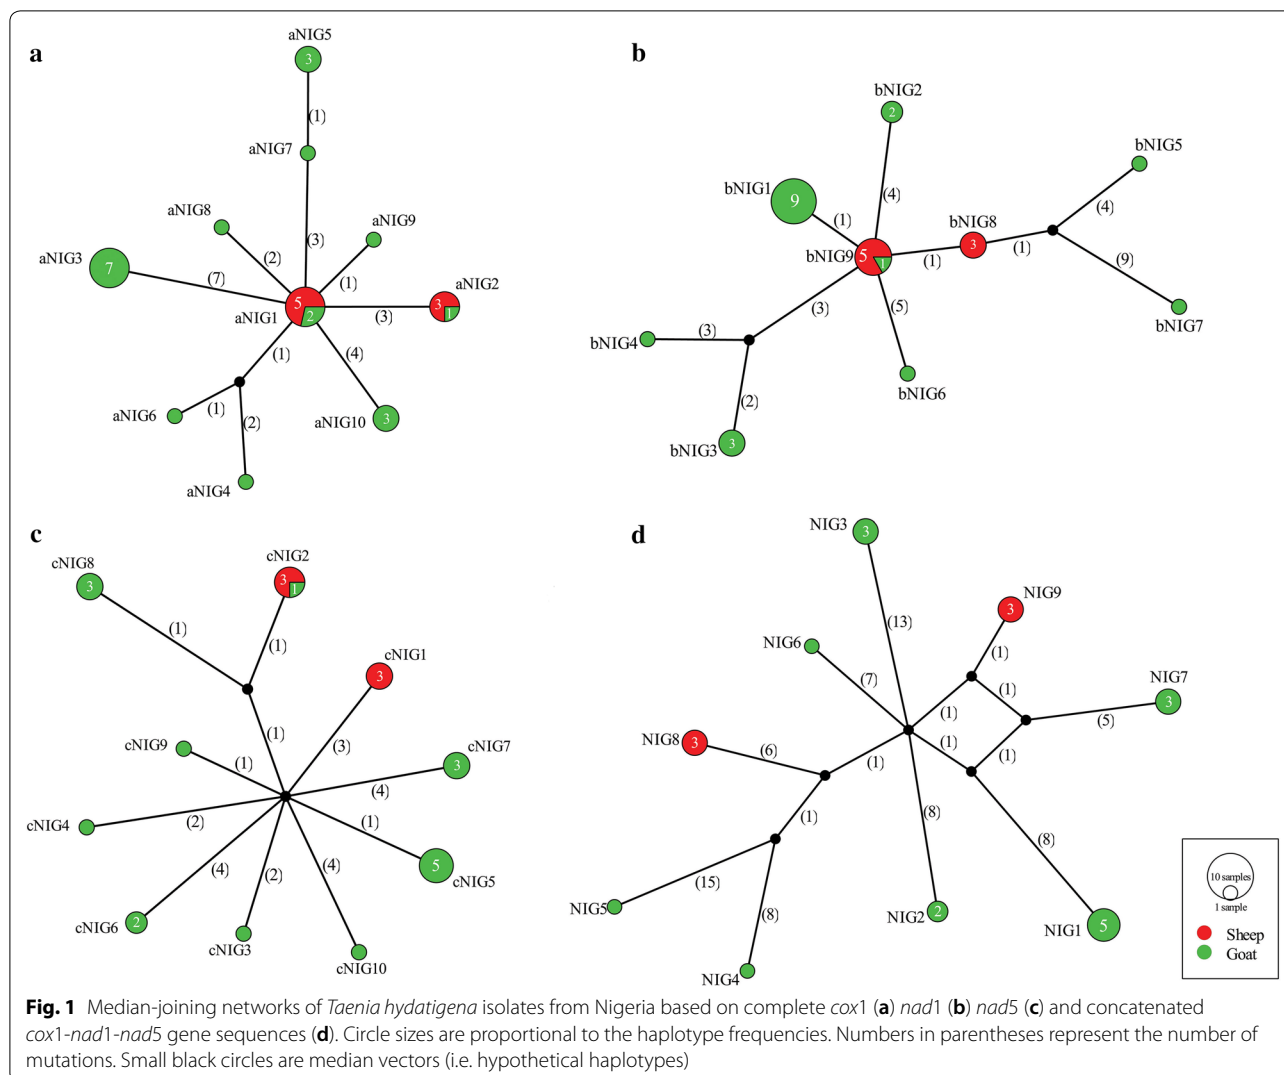 a
aNIG5
3
(1)
aNIG7
aNIG8
aNIG9
(3)
(2)
(1)
aNIG3
7
(7)
aNIG2
3
1
(3)
5
2
aNIG1
(1)
(4)
aNIG6
(1)
(2)
aNIG10
3
aNIG4
b
bNIG2
2
bNIG5
bNIG1
9
(4)
(4)
(1)
bNIG8
3
bNIG9
5
1
(1)
(1)
(9)
(3)
(5)
bNIG7
bNIG4
(3)
bNIG6
(2)
bNIG3
3
c
cNIG8
3
cNIG2
3
1
(1)
(1)
cNIG1
3
(1)
cNIG9
(1)
(3)
cNIG7
3
(4)
cNIG4
(2)
(1)
5
cNIG5
(4)
(2)
(4)
cNIG6
2
cNIG3
cNIG10
d
NIG3
3
NIG9
3
(13)
NIG6
(1)
(7)
NIG7
3
(1)
(1)
(5)
NIG8
3
(6)
(1)
(1)
(1)
(1)
(8)
(8)
(15)
(8)
NIG5
NIG2
2
NIG1
5
NIG4
10 samples
1 sample
Sheep
Goat
Fig. 1 Median-joining networks of Taenia hydatigena isolates from Nigeria based on complete cox1 (a) nad1 (b) nad5 (c) and concatenated
cox1-nad1-nad5 gene sequences (d). Circle sizes are proportional to the haplotype frequencies. Numbers in parentheses represent the number of
mutations. Small black circles are median vectors (i.e. hypothetical haplotypes)